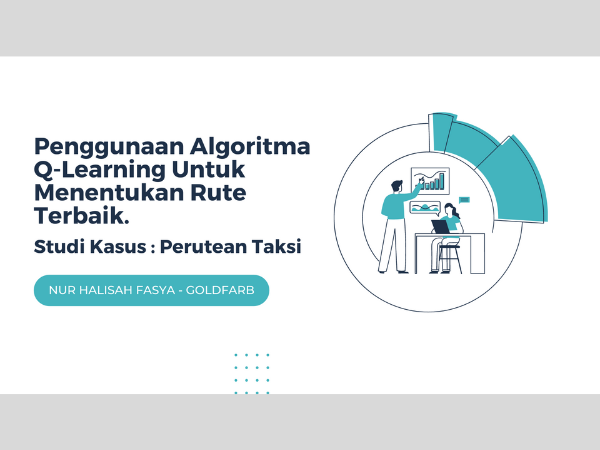 Penggunaan Algoritma
Q-Learning Untuk
Menentukan Rute
Terbaik.
Studi Kasus : Perutean Taksi
NUR HALISAH FASYA - GOLDFARB